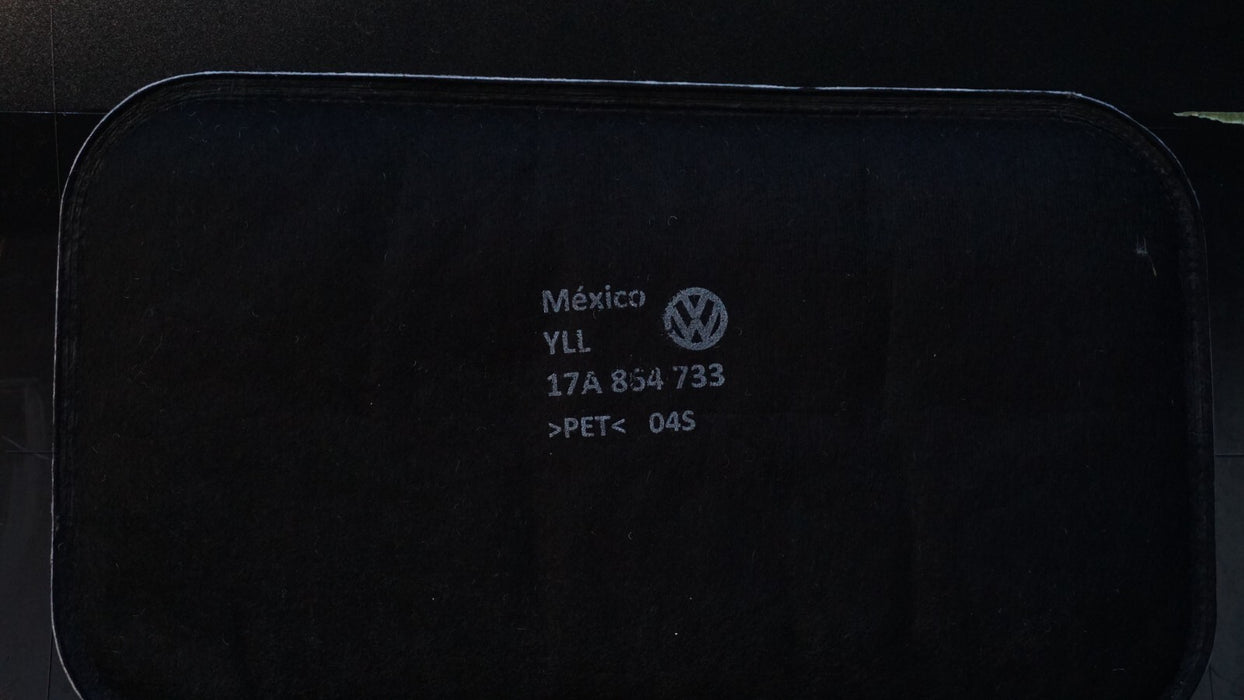 México
YLL
17A 864 733
>PET< 04S